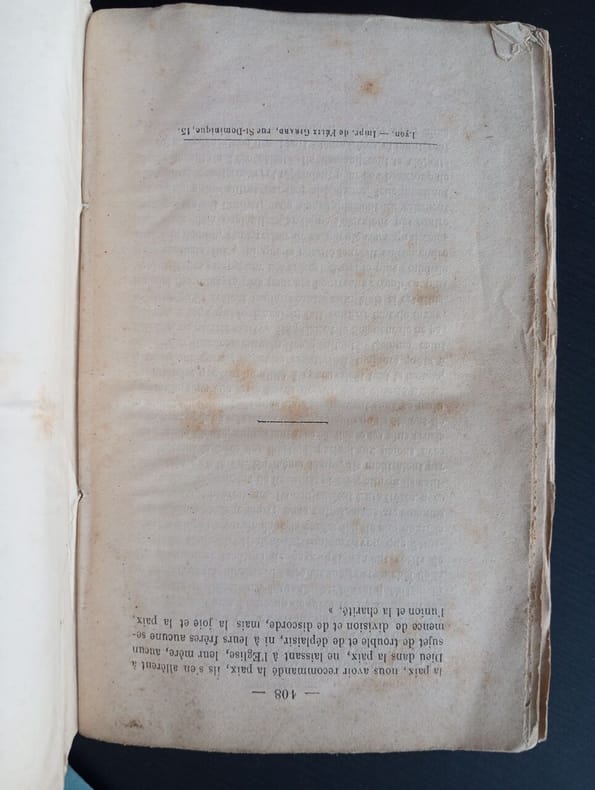 — 108 —
la paix, nous avoir recommandé la paix, ils s'en allèrent à
Dieu dans la paix, ne laissant à l'Eglise, leur mère, aucun
sujet de trouble et de déplaisir, ni à leurs frères aucune se-
mence de division et de discorde, mais la joie et la paix,
l'union et la charité. »
Lyon. — Impr. de FÉLIX GIRARD, rue St-Dominique, 15.